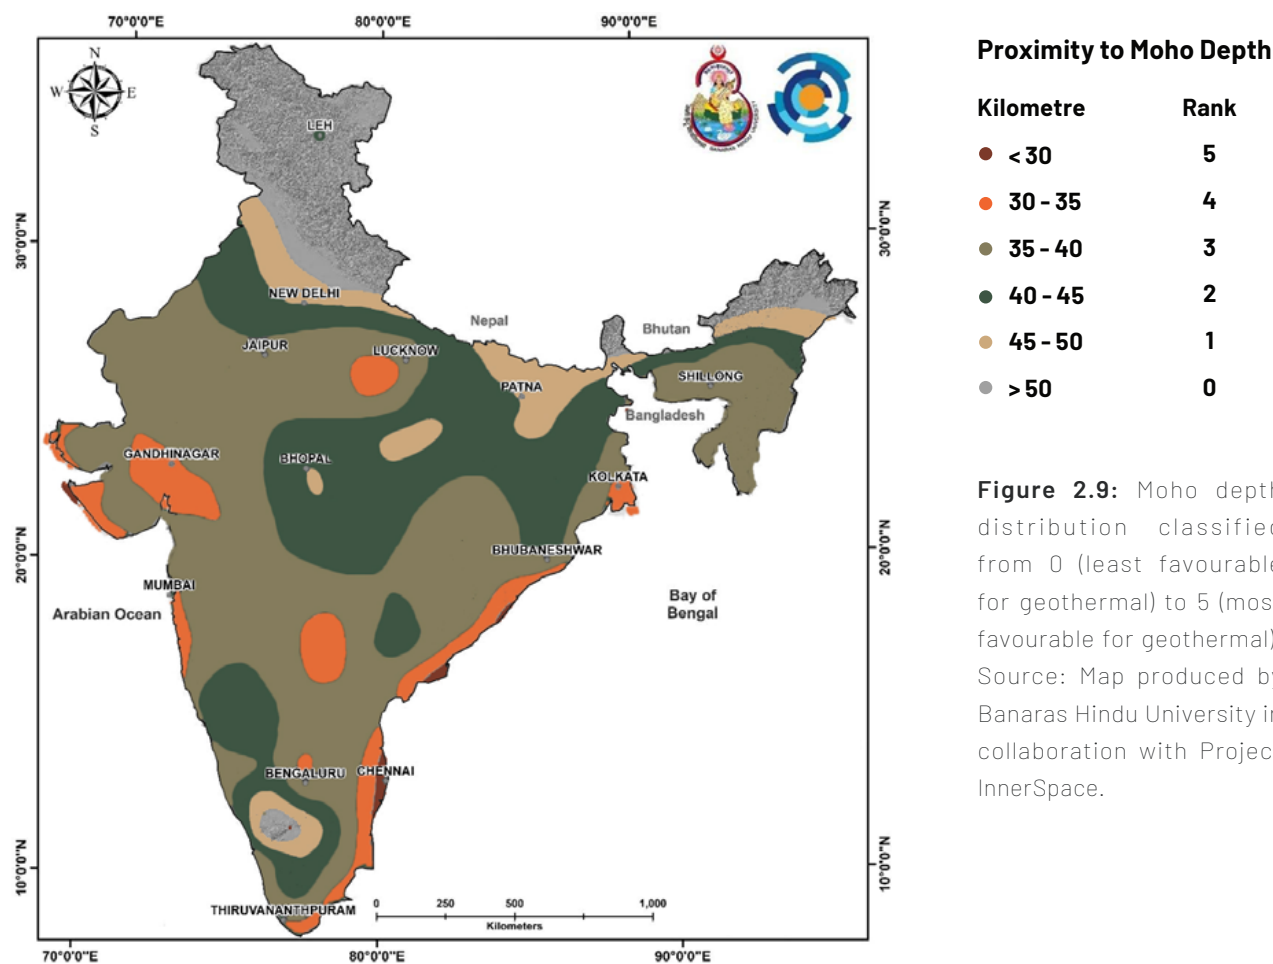 70°0'0"E 80°0'0"E 90°0'0"E
N
W E
S
30°0'0"N
20°0'0"N
10°0'0"N
30°0'0"N
20°0'0"N
10°0'0"N
LEH
NEW DELHI
Nepal
Bhutan
JAIPUR
LUCKNOW
SHILLONG
PATNA
Bangladesh
GANDHINAGAR
BHOPAL
KOLKATA
BHUBANESHWAR
MUMBAI
Arabian Ocean
Bay of
Bengal
BENGALURU
CHENNAI
THIRUVANANTHPURAM
0 250 500 1,000
Kilometers
70°0'0"E 80°0'0"E 90°0'0"E
Proximity to Moho Depth
Kilometre Rank
< 30 5
30 - 35 4
35 - 40 3
40 - 45 2
45 - 50 1
> 50 0
Figure 2.9: Moho depth
distribution classified
from 0 (least favourable
for geothermal) to 5 (mos
favourable for geothermal)
Source: Map produced by
Banaras Hindu University in
collaboration with Projec
InnerSpace.